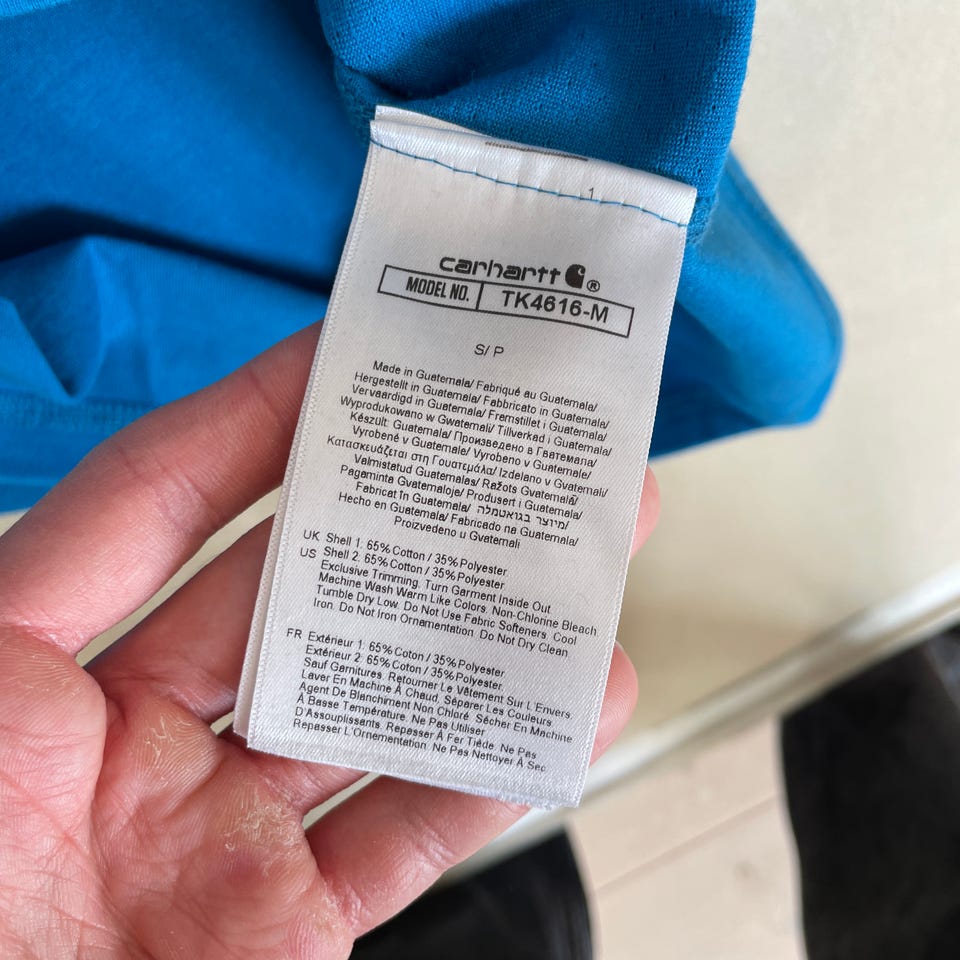 1
carhartt ®
MODEL NO. TK4616-M
S/ P
Made in Guatemala/ Fabriqué au Guatemala/
Hergestellt in Guatemala/ Fabbricato in Guatemala/
Vervaardigd in Guatemala/ Fremstillet i Guatemala/
Wyprodukowano w Gwatemali/ Tillverkad i Guatemala/
Készült: Guatemala/ Произведено в Гватемала/
Vyrobené v Guatemale/ Vyrobeno v Guatemale/
Κατασκευάζεται στη Γουατεμάλα/ Izdelano v Gvatemali/
Valmistatud Guatemalas/ Ražots Gvatemalā/
Pagaminta Gvatemaloje/ Produsert i Guatemala/
Fabricat în Guatemala/ מיוצר בגואטמלה/
Hecho en Guatemala/ Fabricado na Guatemala/
Proizvedeno u Gvatemali
UK Shell 1: 65% Cotton / 35% Polyester
US Shell 2: 65% Cotton / 35% Polyester
Exclusive Trimming. Turn Garment Inside Out
Machine Wash Warm Like Colors. Non-Chlorine Bleach.
Tumble Dry Low. Do Not Use Fabric Softeners. Cool
Iron. Do Not Iron Ornamentation. Do Not Dry Clean.
FR Extérieur 1: 65% Coton / 35% Polyester
Extérieur 2: 65% Coton / 35% Polyester
Sauf Garnitures. Retourner Le Vêtement Sur L'Envers.
Laver En Machine À Chaud, Séparer Les Couleurs.
Agent De Blanchiment Non Chloré. Sécher En Machine
À Basse Température. Ne Pas Utiliser
D'Assouplissants. Repasser À Fer Tiède. Ne Pas
Repasser L'Ornementation. Ne Pas Nettoyer À Sec.